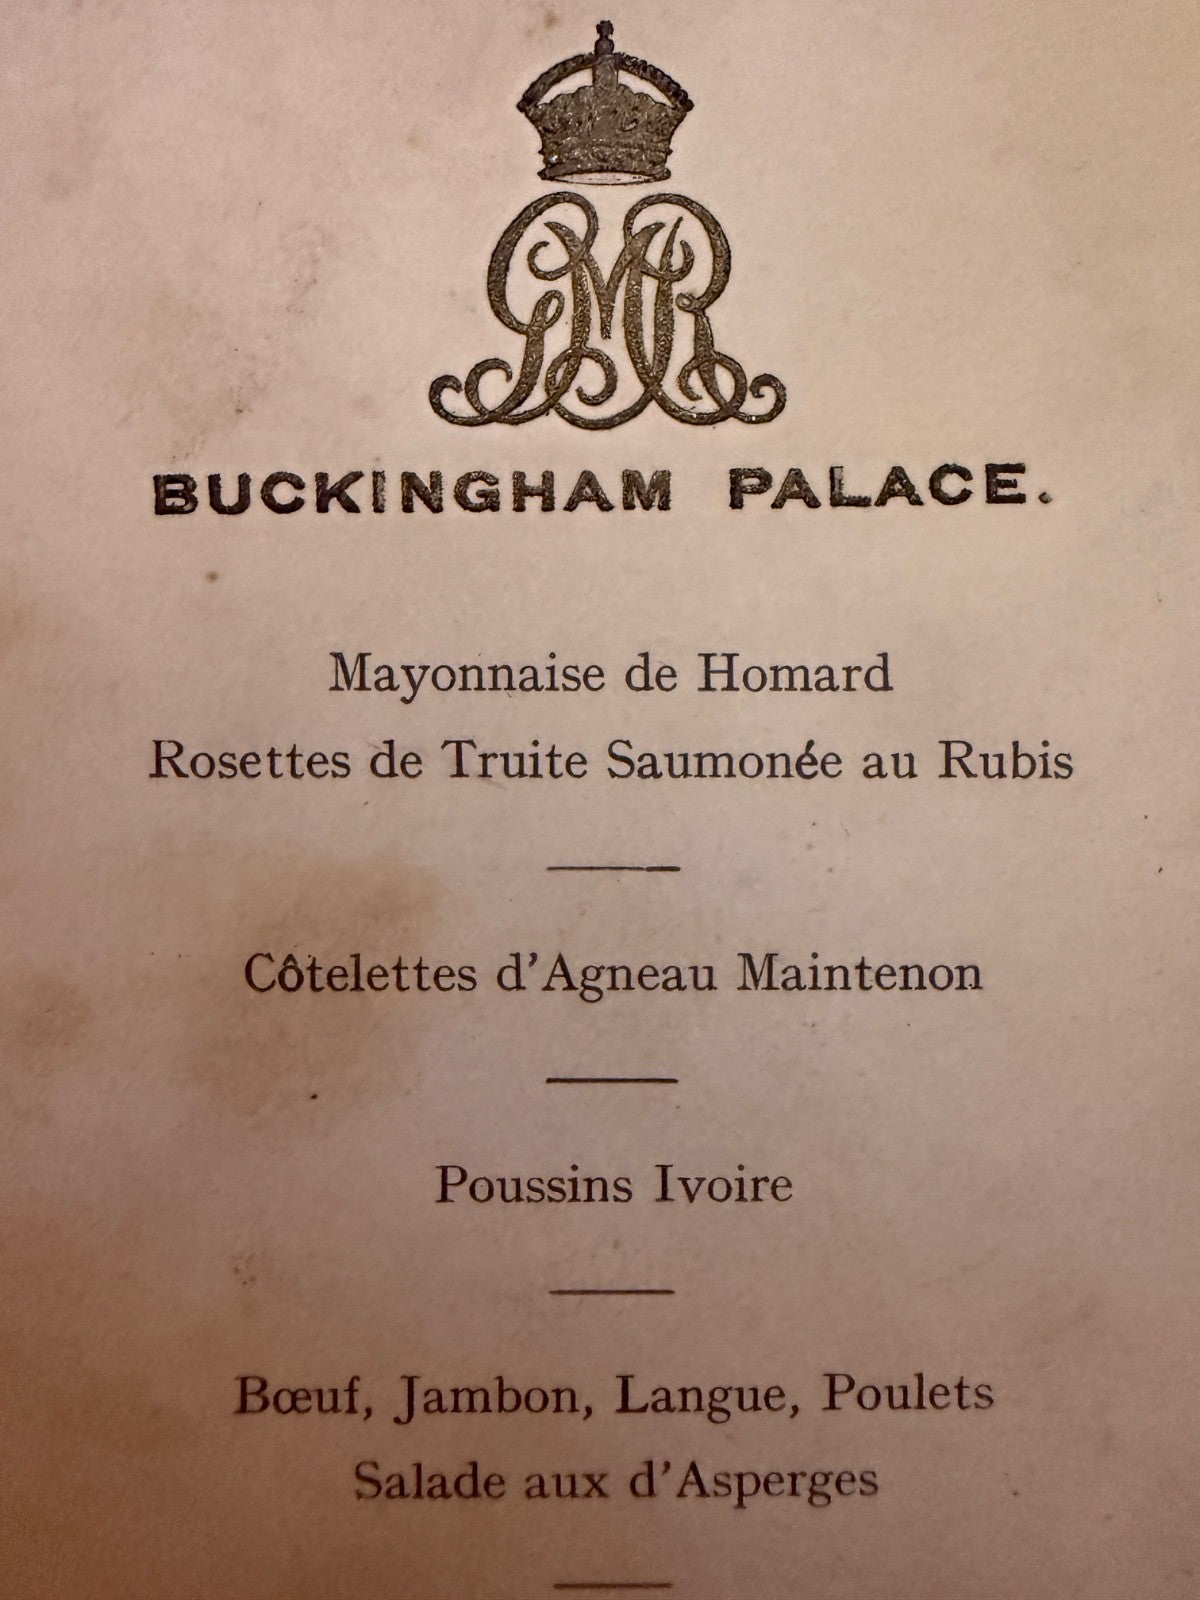 GMR
BUCKINGHAM PALACE.
Mayonnaise de Homard
Rosettes de Truite Saumonée au Rubis
Côtelettes d'Agneau Maintenon
Poussins Ivoire
Bœuf, Jambon, Langue, Poulets
Salade aux d'Asperges